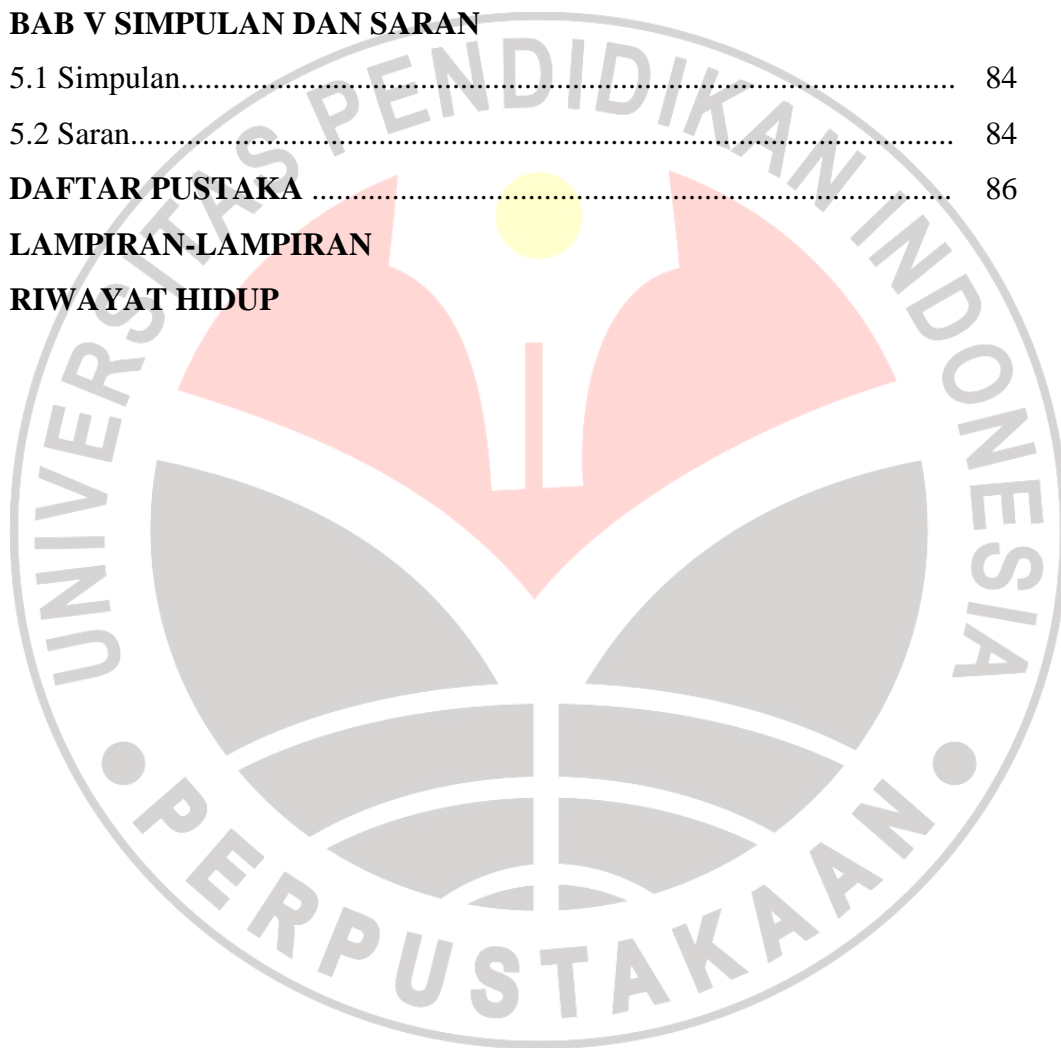 BAB V SIMPULAN DAN SARAN
5.1 Simpulan.................................................................................................. 84
5.2 Saran........................................................................................................ 84
DAFTAR PUSTAKA ................................................................................. 86
LAMPIRAN-LAMPIRAN
RIWAYAT HIDUP
UNIVERSITAS PENDIDIKAN INDONESIA
• PERPUSTAKAAN •